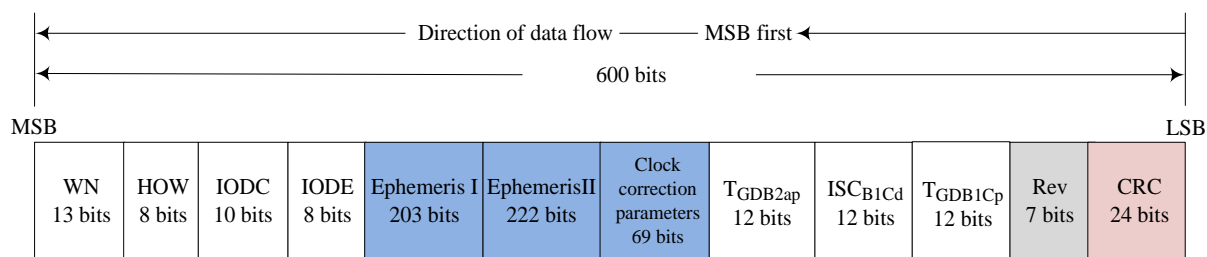 Direction of data flow MSB first
600 bits
MSB LSB
WN
13 bits
HOW
8 bits
IODC
10 bits
IODE
8 bits
Ephemeris I
203 bits
EphemerisII
222 bits
Clock
correction
parameters
69 bits
TGDB2ap
12 bits
ISCB1Cd
12 bits
TGDB1Cp
12 bits
Rev
7 bits
CRC
24 bits